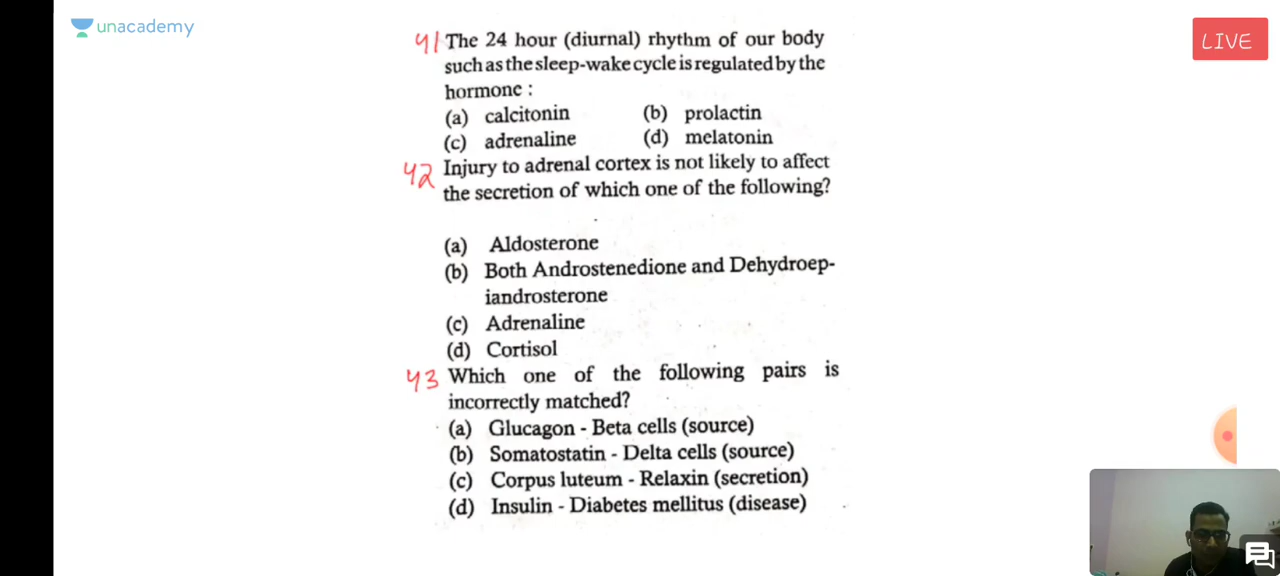 unacademy
LIVE
41 The 24 hour (diurnal) rhythm of our body
such as the sleep-wake cycle is regulated by the
hormone :
(a) calcitonin (b) prolactin
(c) adrenaline (d) melatonin
42 Injury to adrenal cortex is not likely to affect
the secretion of which one of the following?
(a) Aldosterone
(b) Both Androstenedione and Dehydroep-
iandrosterone
(c) Adrenaline
(d) Cortisol
43 Which one of the following pairs is
incorrectly matched?
(a) Glucagon - Beta cells (source)
(b) Somatostatin - Delta cells (source)
(c) Corpus luteum - Relaxin (secretion)
(d) Insulin - Diabetes mellitus (disease)